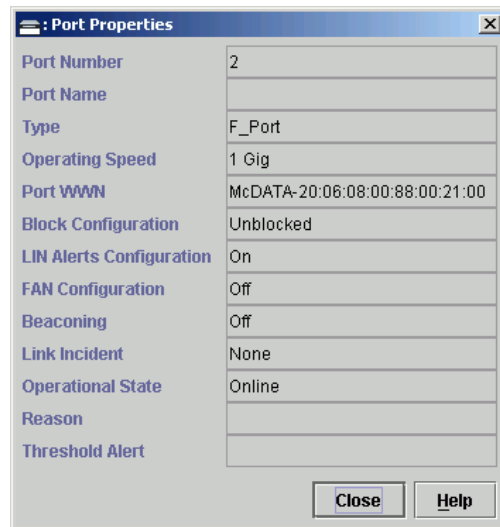 : Port Properties
Port Number 2
Port Name
Type F_Port
Operating Speed 1 Gig
Port WWN McDATA-20:06:08:00:88:00:21:00
Block Configuration Unblocked
LIN Alerts Configuration On
FAN Configuration Off
Beaconing Off
Link Incident None
Operational State Online
Reason
Threshold Alert
Close Help